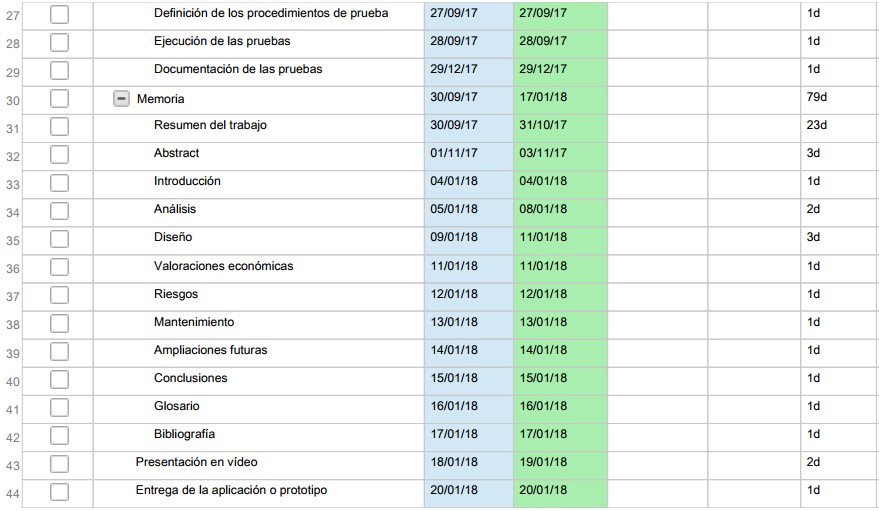 27 Definición de los procedimientos de prueba 27/09/17 27/09/17 1d
28 Ejecución de las pruebas 28/09/17 28/09/17 1d
29 Documentación de las pruebas 29/12/17 29/12/17 1d
30 Memoria 30/09/17 17/01/18 79d
31 Resumen del trabajo 30/09/17 31/10/17 23d
32 Abstract 01/11/17 03/11/17 3d
33 Introducción 04/01/18 04/01/18 1d
34 Análisis 05/01/18 08/01/18 2d
35 Diseño 09/01/18 11/01/18 3d
36 Valoraciones económicas 11/01/18 11/01/18 1d
37 Riesgos 12/01/18 12/01/18 1d
38 Mantenimiento 13/01/18 13/01/18 1d
39 Ampliaciones futuras 14/01/18 14/01/18 1d
40 Conclusiones 15/01/18 15/01/18 1d
41 Glosario 16/01/18 16/01/18 1d
42 Bibliografía 17/01/18 17/01/18 1d
43 Presentación en vídeo 18/01/18 19/01/18 2d
44 Entrega de la aplicación o prototipo 20/01/18 20/01/18 1d